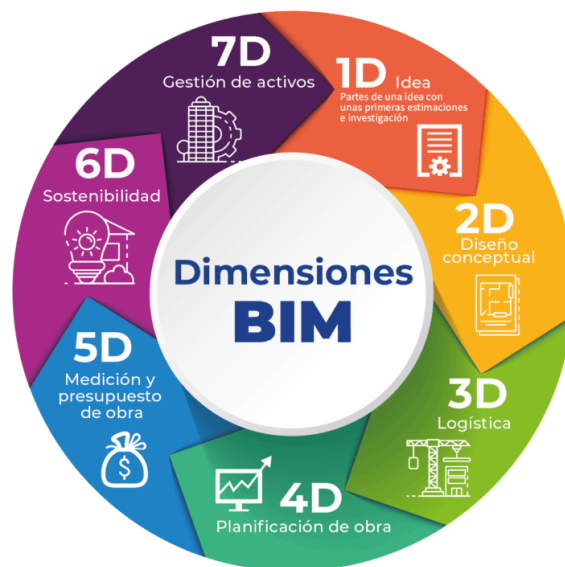 Dimensiones
BIM
1D Idea
Partes de una idea con
unas primeras estimaciones
e investigación
2D
Diseño
conceptual
3D
Logística
4D
Planificación de obra
5D
Medición y
presupuesto
de obra
$
6D
Sostenibilidad
7D
Gestión de activos